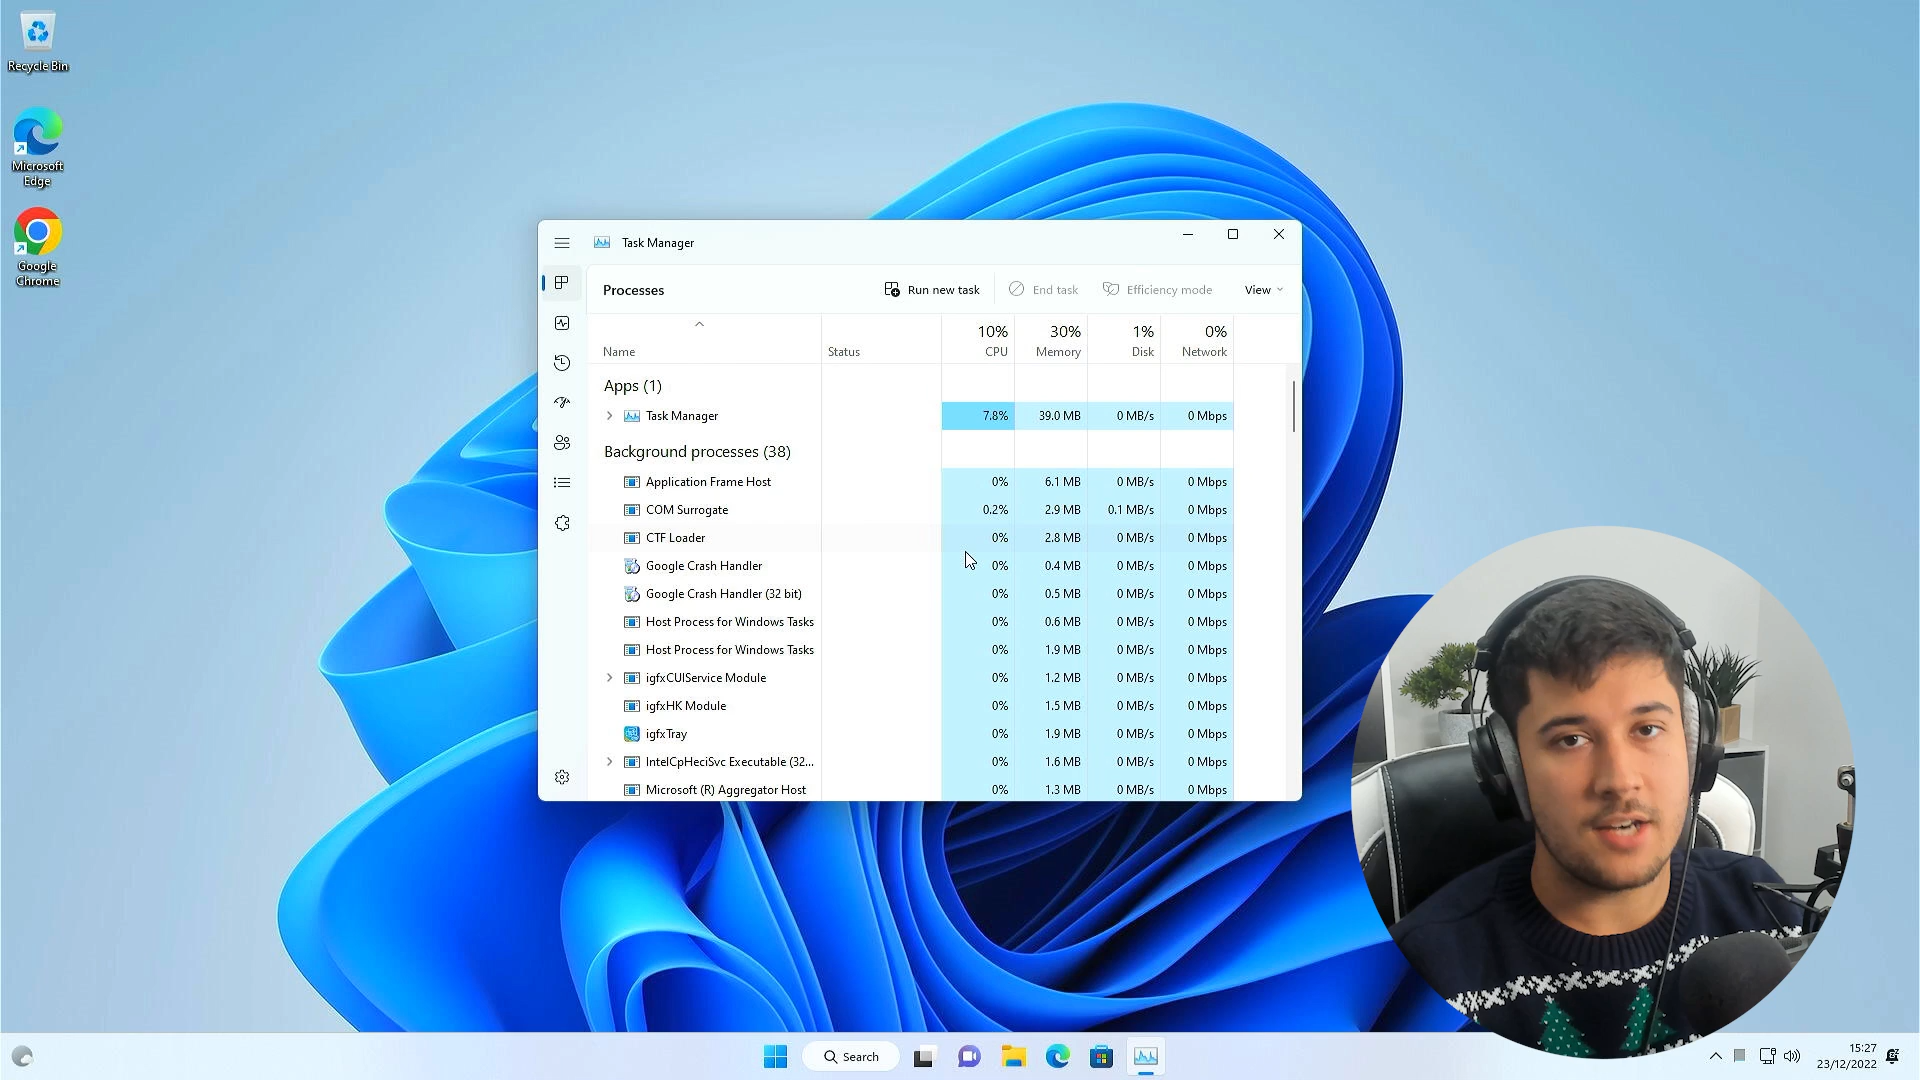 Recycle Bin
Microsoft
Edge
Google
Chrome
Task Manager
Processes
Run new task
End task
Efficiency mode
View
Name
Status
10%
CPU
30%
Memory
1%
Disk
0%
Network
Apps (1)
Task Manager 7.8% 39.0 MB 0 MB/s 0 Mbps
Background processes (38)
Application Frame Host 0% 6.1 MB 0 MB/s 0 Mbps
COM Surrogate 0.2% 2.9 MB 0.1 MB/s 0 Mbps
CTF Loader 0% 2.8 MB 0 MB/s 0 Mbps
Google Crash Handler 0% 0.4 MB 0 MB/s 0 Mbps
Google Crash Handler (32 bit) 0% 0.5 MB 0 MB/s 0 Mbps
Host Process for Windows Tasks 0% 0.6 MB 0 MB/s 0 Mbps
Host Process for Windows Tasks 0% 1.9 MB 0 MB/s 0 Mbps
igfxCUIService Module 0% 1.2 MB 0 MB/s 0 Mbps
igfxHK Module 0% 1.5 MB 0 MB/s 0 Mbps
igfxTray 0% 1.9 MB 0 MB/s 0 Mbps
IntelCpHeciSvc Executable (32... 0% 1.6 MB 0 MB/s 0 Mbps
Microsoft (R) Aggregator Host 0% 1.3 MB 0 MB/s 0 Mbps
Search
15:27
23/12/2022